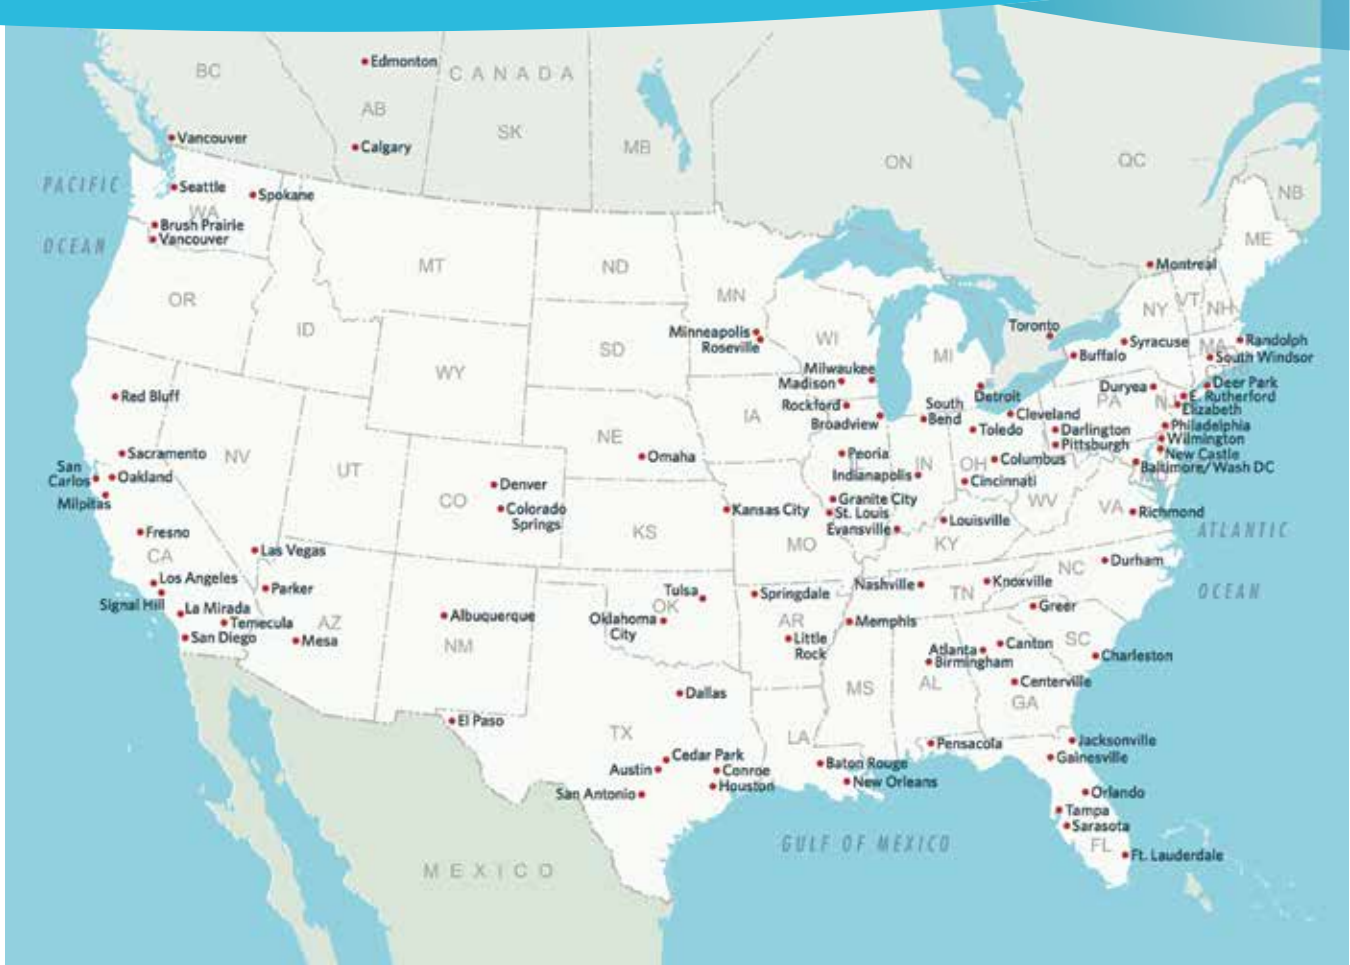 Edmonton
BC
CANADA
AB
SK
Vancouver
Calgary
MB
ON
QC
PACIFIC
Seattle
Spokane
NB
WA
Brush Prairie
Vancouver
OCEAN
ME
MT
ND
Montreal
OR
MN
NY
VT
NH
ID
Minneapolis
Roseville
WI
Toronto
Syracuse
Randolph
MA
SD
MI
Buffalo
South Windsor
WY
Milwaukee
Madison
Detroit
Duryea
Deer Park
Red Bluff
IA
Rockford
South
Bend
PA
NJ
E. Rutherford
Elizabeth
Broadview
Cleveland
Toledo
Darlington
Philadelphia
NE
Pittsburgh
Wilmington
Sacramento
NV
Omaha
Peoria
Columbus
New Castle
San
Carlos
Oakland
UT
IN
OH
Baltimore/Wash DC
Indianapolis
Cincinnati
Milpitas
CO
Denver
Colorado
Springs
Kansas City
Granite City
St. Louis
WV
VA
Richmond
Fresno
KS
Evansville
Louisville
ATLANTIC
CA
Las Vegas
MO
KY
Durham
NC
Los Angeles
Parker
Tulsa
Springdale
Nashville
Knoxville
TN
OCEAN
Signal Hill
La Mirada
OK
Greer
Temecula
AZ
Albuquerque
Oklahoma
City
AR
Memphis
San Diego
Mesa
NM
Little
Rock
Atlanta
Canton
SC
Birmingham
Charleston
MS
AL
Centerville
Dallas
GA
El Paso
TX
LA
Pensacola
Jacksonville
Cedar Park
Gainesville
Austin
Conroe
Baton Rouge
San Antonio
Houston
New Orleans
Orlando
Tampa
Sarasota
GULF OF MEXICO
FL
Ft. Lauderdale
MEXICO